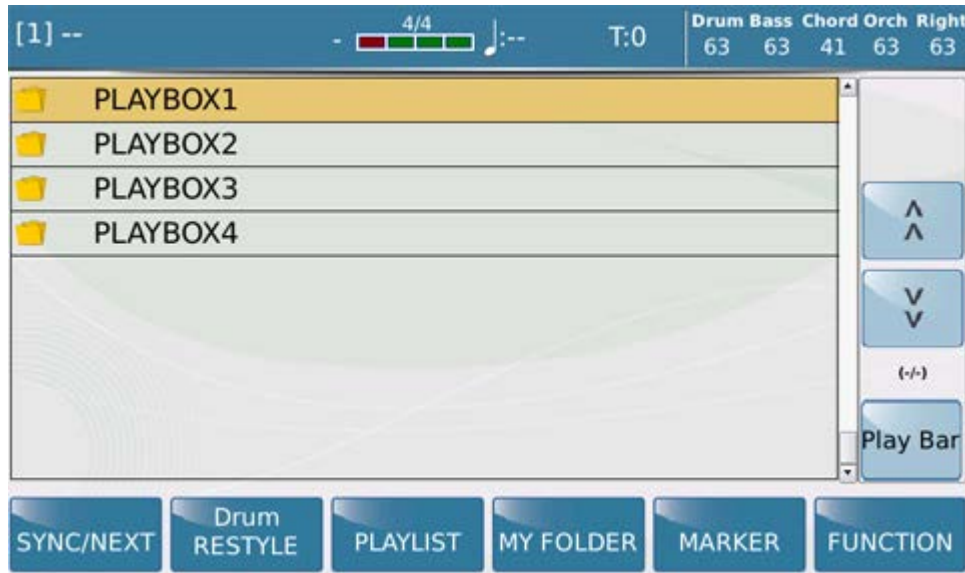 [1] --
- 4/4 :-- T:0
Drum Bass Chord Orch Right
63 63 41 63 63
PLAYBOX1
PLAYBOX2
PLAYBOX3
PLAYBOX4
(-/-)
Play Bar
SYNC/NEXT
Drum
RESTYLE
PLAYLIST
MY FOLDER
MARKER
FUNCTION